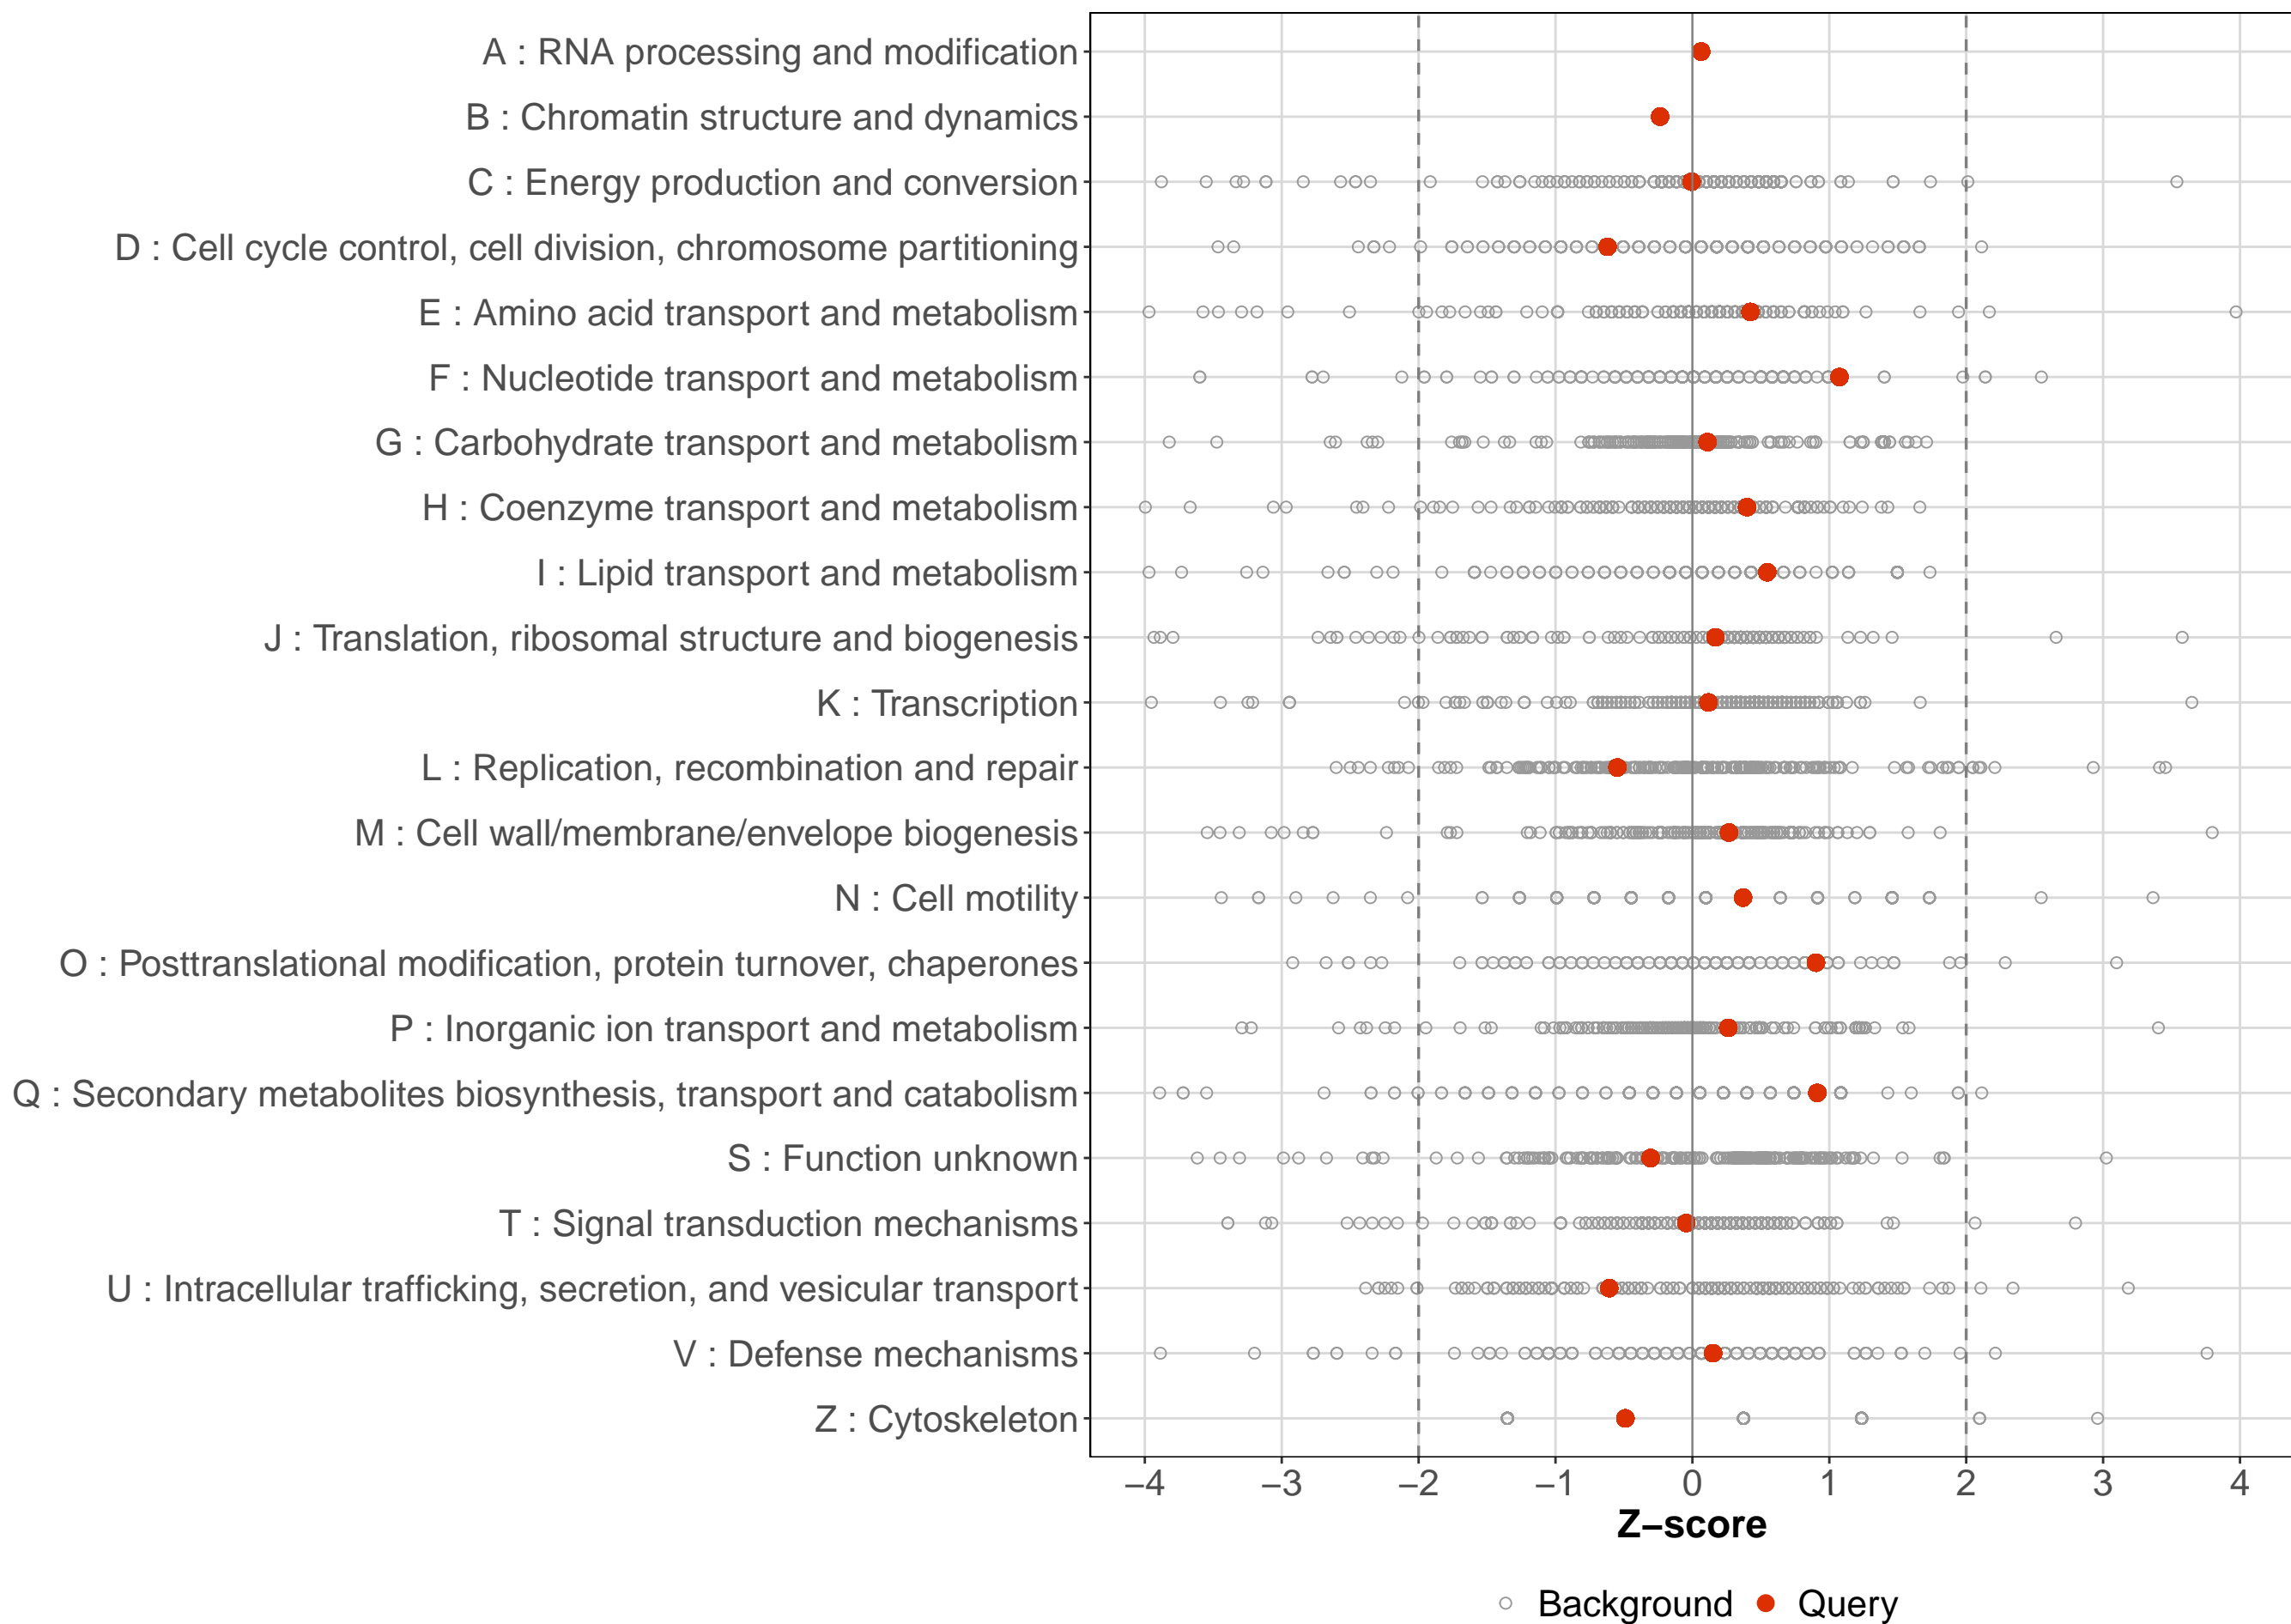 A : RNA processing and modification
B : Chromatin structure and dynamics
C : Energy production and conversion
D : Cell cycle control, cell division, chromosome partitioning
E : Amino acid transport and metabolism
F : Nucleotide transport and metabolism
G : Carbohydrate transport and metabolism
H : Coenzyme transport and metabolism
I : Lipid transport and metabolism
J : Translation, ribosomal structure and biogenesis
K : Transcription
L : Replication, recombination and repair
M : Cell wall/membrane/envelope biogenesis
N : Cell motility
O : Posttranslational modification, protein turnover, chaperones
P : Inorganic ion transport and metabolism
Q : Secondary metabolites biosynthesis, transport and catabolism
S : Function unknown
T : Signal transduction mechanisms
U : Intracellular trafficking, secretion, and vesicular transport
V : Defense mechanisms
Z : Cytoskeleton
−4 −3 −2 −1 0 1 2 3 4
Z−score
Background Query